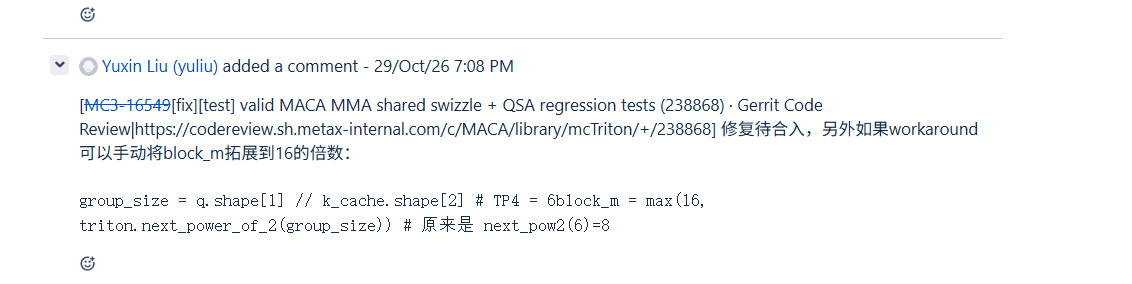 Yuxin Liu (yuliu) added a comment - 29/Oct/26 7:08 PM
[MC3-16549[fix][test] valid MACA MMA shared swizzle + QSA regression tests (238868) · Gerrit Code
Review|https://codereview.sh.metax-internal.com/c/MACA/library/mcTriton/+/238868] 修复待合入，另外如果workaround
可以手动将block_m拓展到16的倍数：
group_size = q.shape[1] // k_cache.shape[2] # TP4 = 6block_m = max(16,
triton.next_power_of_2(group_size)) # 原来是 next_pow2(6)=8